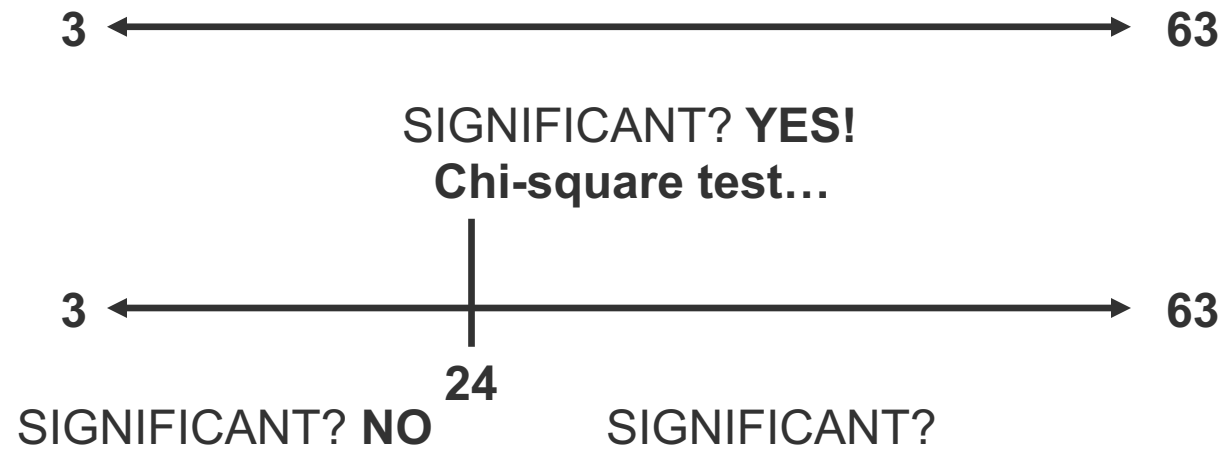 3 63
SIGNIFICANT? YES!
Chi-square test…
3 63
24
SIGNIFICANT? NO SIGNIFICANT?